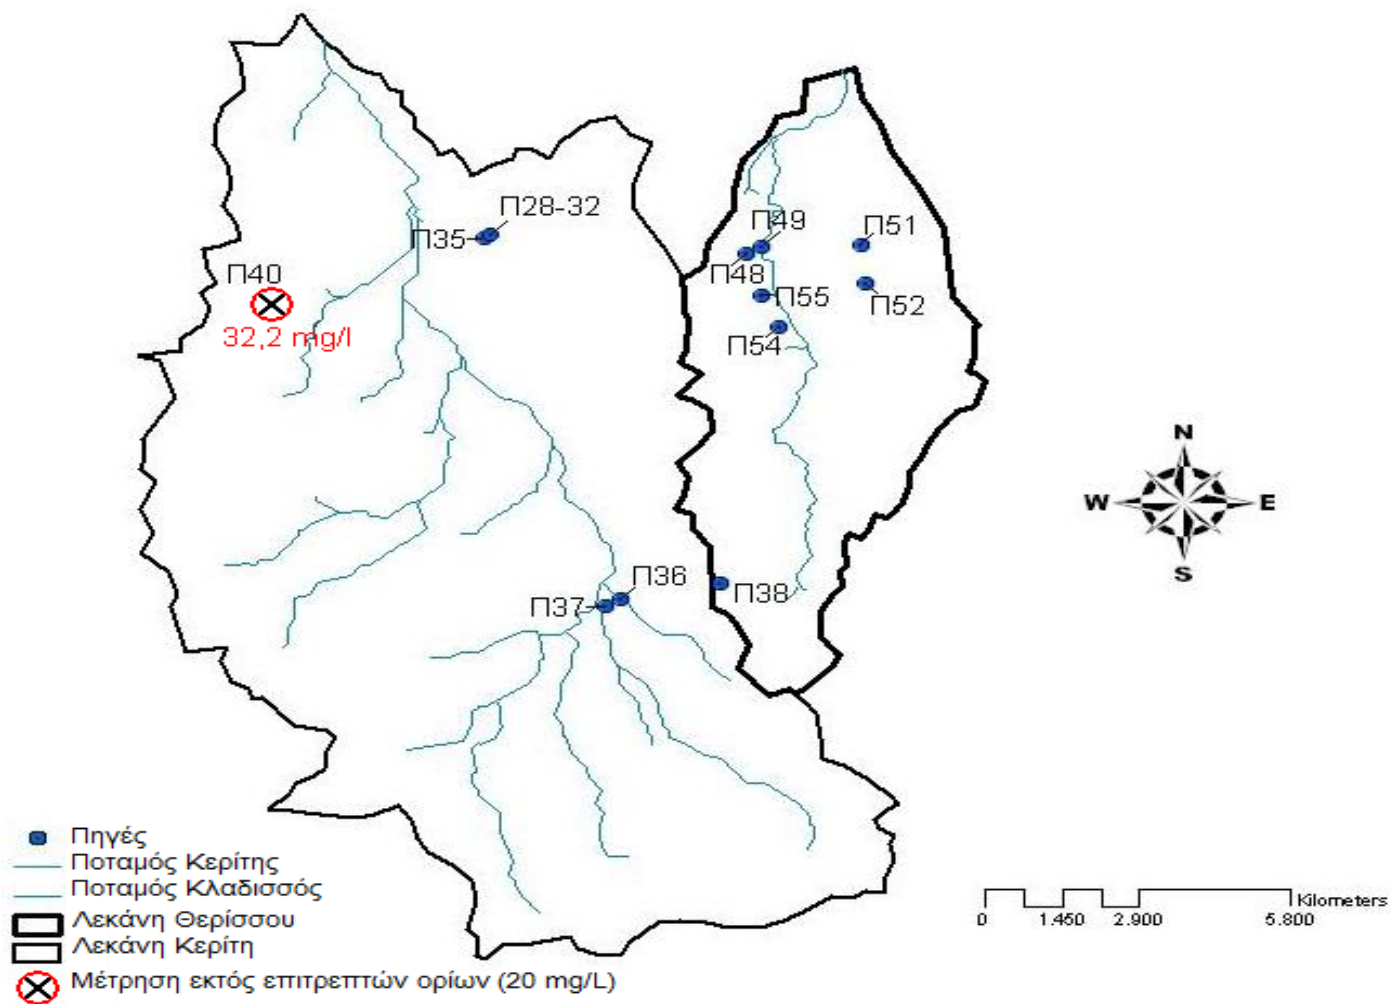 Π28-32
Π35
Π40
32,2 mg/l
Π49
Π48
Π51
Π52
Π55
Π54
Π36
Π37
Π38
N
W
E
S
Πηγές
Ποταμός Κερίτης
Ποταμός Κλαδισσός
Λεκάνη Θερίσσου
Λεκάνη Κερίτη
Μέτρηση εκτός επιτρεπτών ορίων (20 mg/L)
Kilometers
0 1.450 2.900 5.800